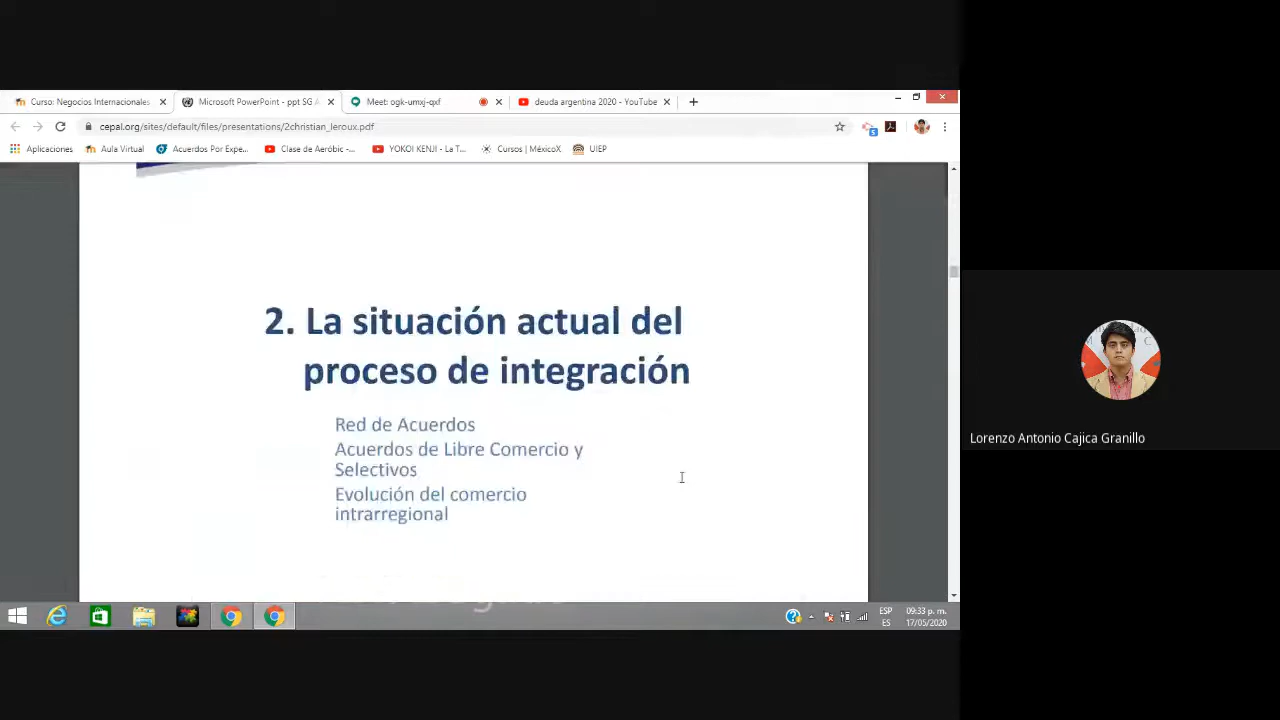 Curso: Negocios Internacionales
Microsoft PowerPoint - ppt SG A
Meet: ogk-umxj-qxf
deuda argentina 2020 - YouTube
cepal.org/sites/default/files/presentations/2christian_leroux.pdf
Aplicaciones
Aula Virtual
Acuerdos Por Expe...
Clase de Aeróbic -...
YOKOI KENJI - La T...
Cursos | MéxicoX
UIEP
2. La situación actual del
proceso de integración
Red de Acuerdos
Acuerdos de Libre Comercio y
Selectivos
Evolución del comercio
intrarregional
Lorenzo Antonio Cajica Granillo
ESP
ES
09:33 p. m.
17/05/2020